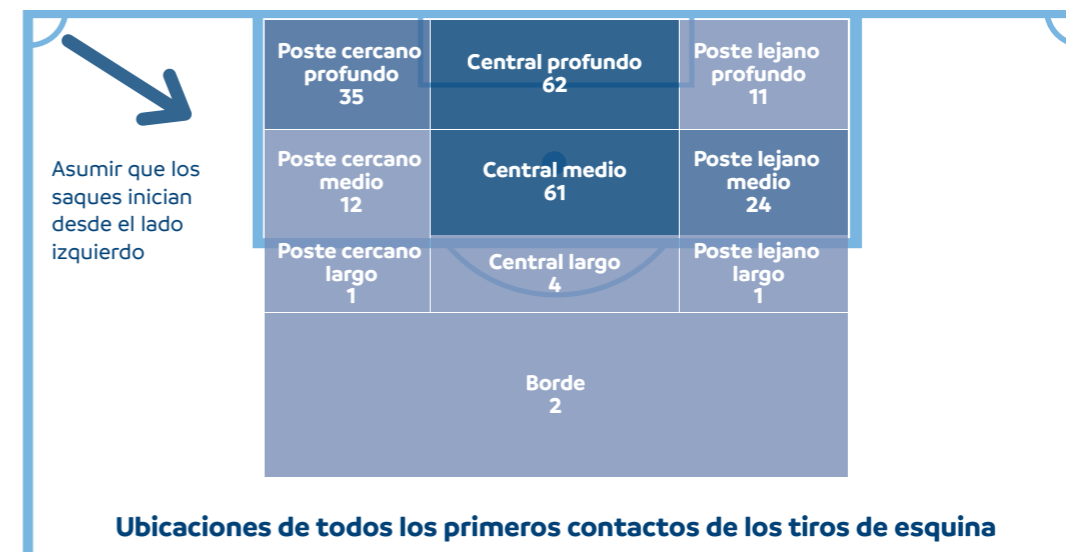 Poste cercano
profundo
35
Central profundo
62
Poste lejano
profundo
11
Asumir que los
saques inician
desde el lado
izquierdo
Poste cercano
medio
12
Central medio
61
Poste lejano
medio
24
Poste cercano
largo
1
Central largo
4
Poste lejano
largo
1
Borde
2
Ubicaciones de todos los primeros contactos de los tiros de esquina